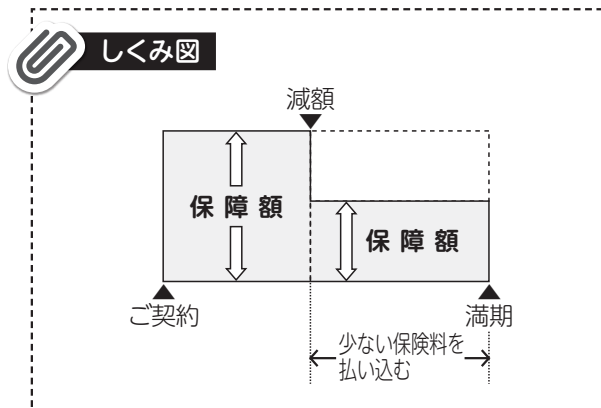 しくみ図
減額
保障額
保障額
ご契約
満期
少ない保険料を
払い込む